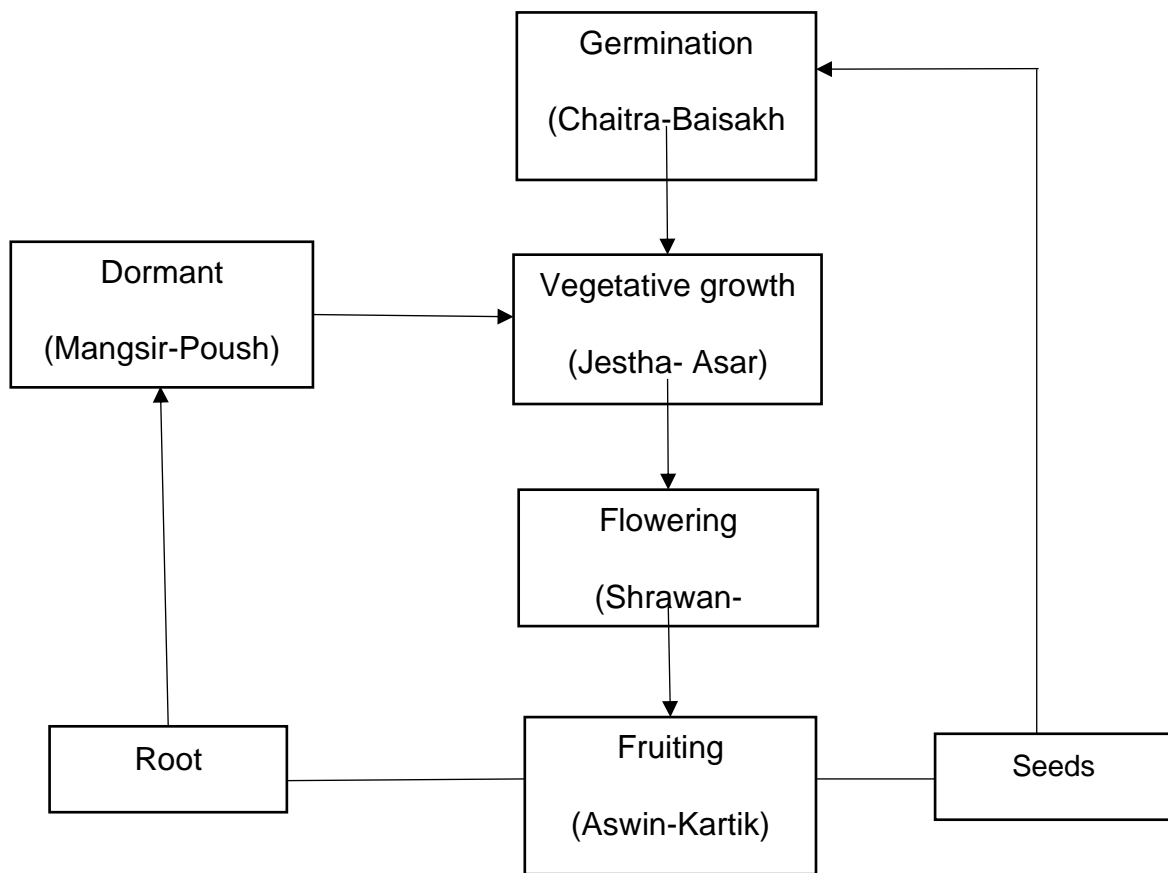 Germination
(Chaitra-Baisakh
Dormant
(Mangsir-Poush)
Vegetative growth
(Jestha- Asar)
Flowering
(Shrawan-
Root
Fruiting
(Aswin-Kartik)
Seeds